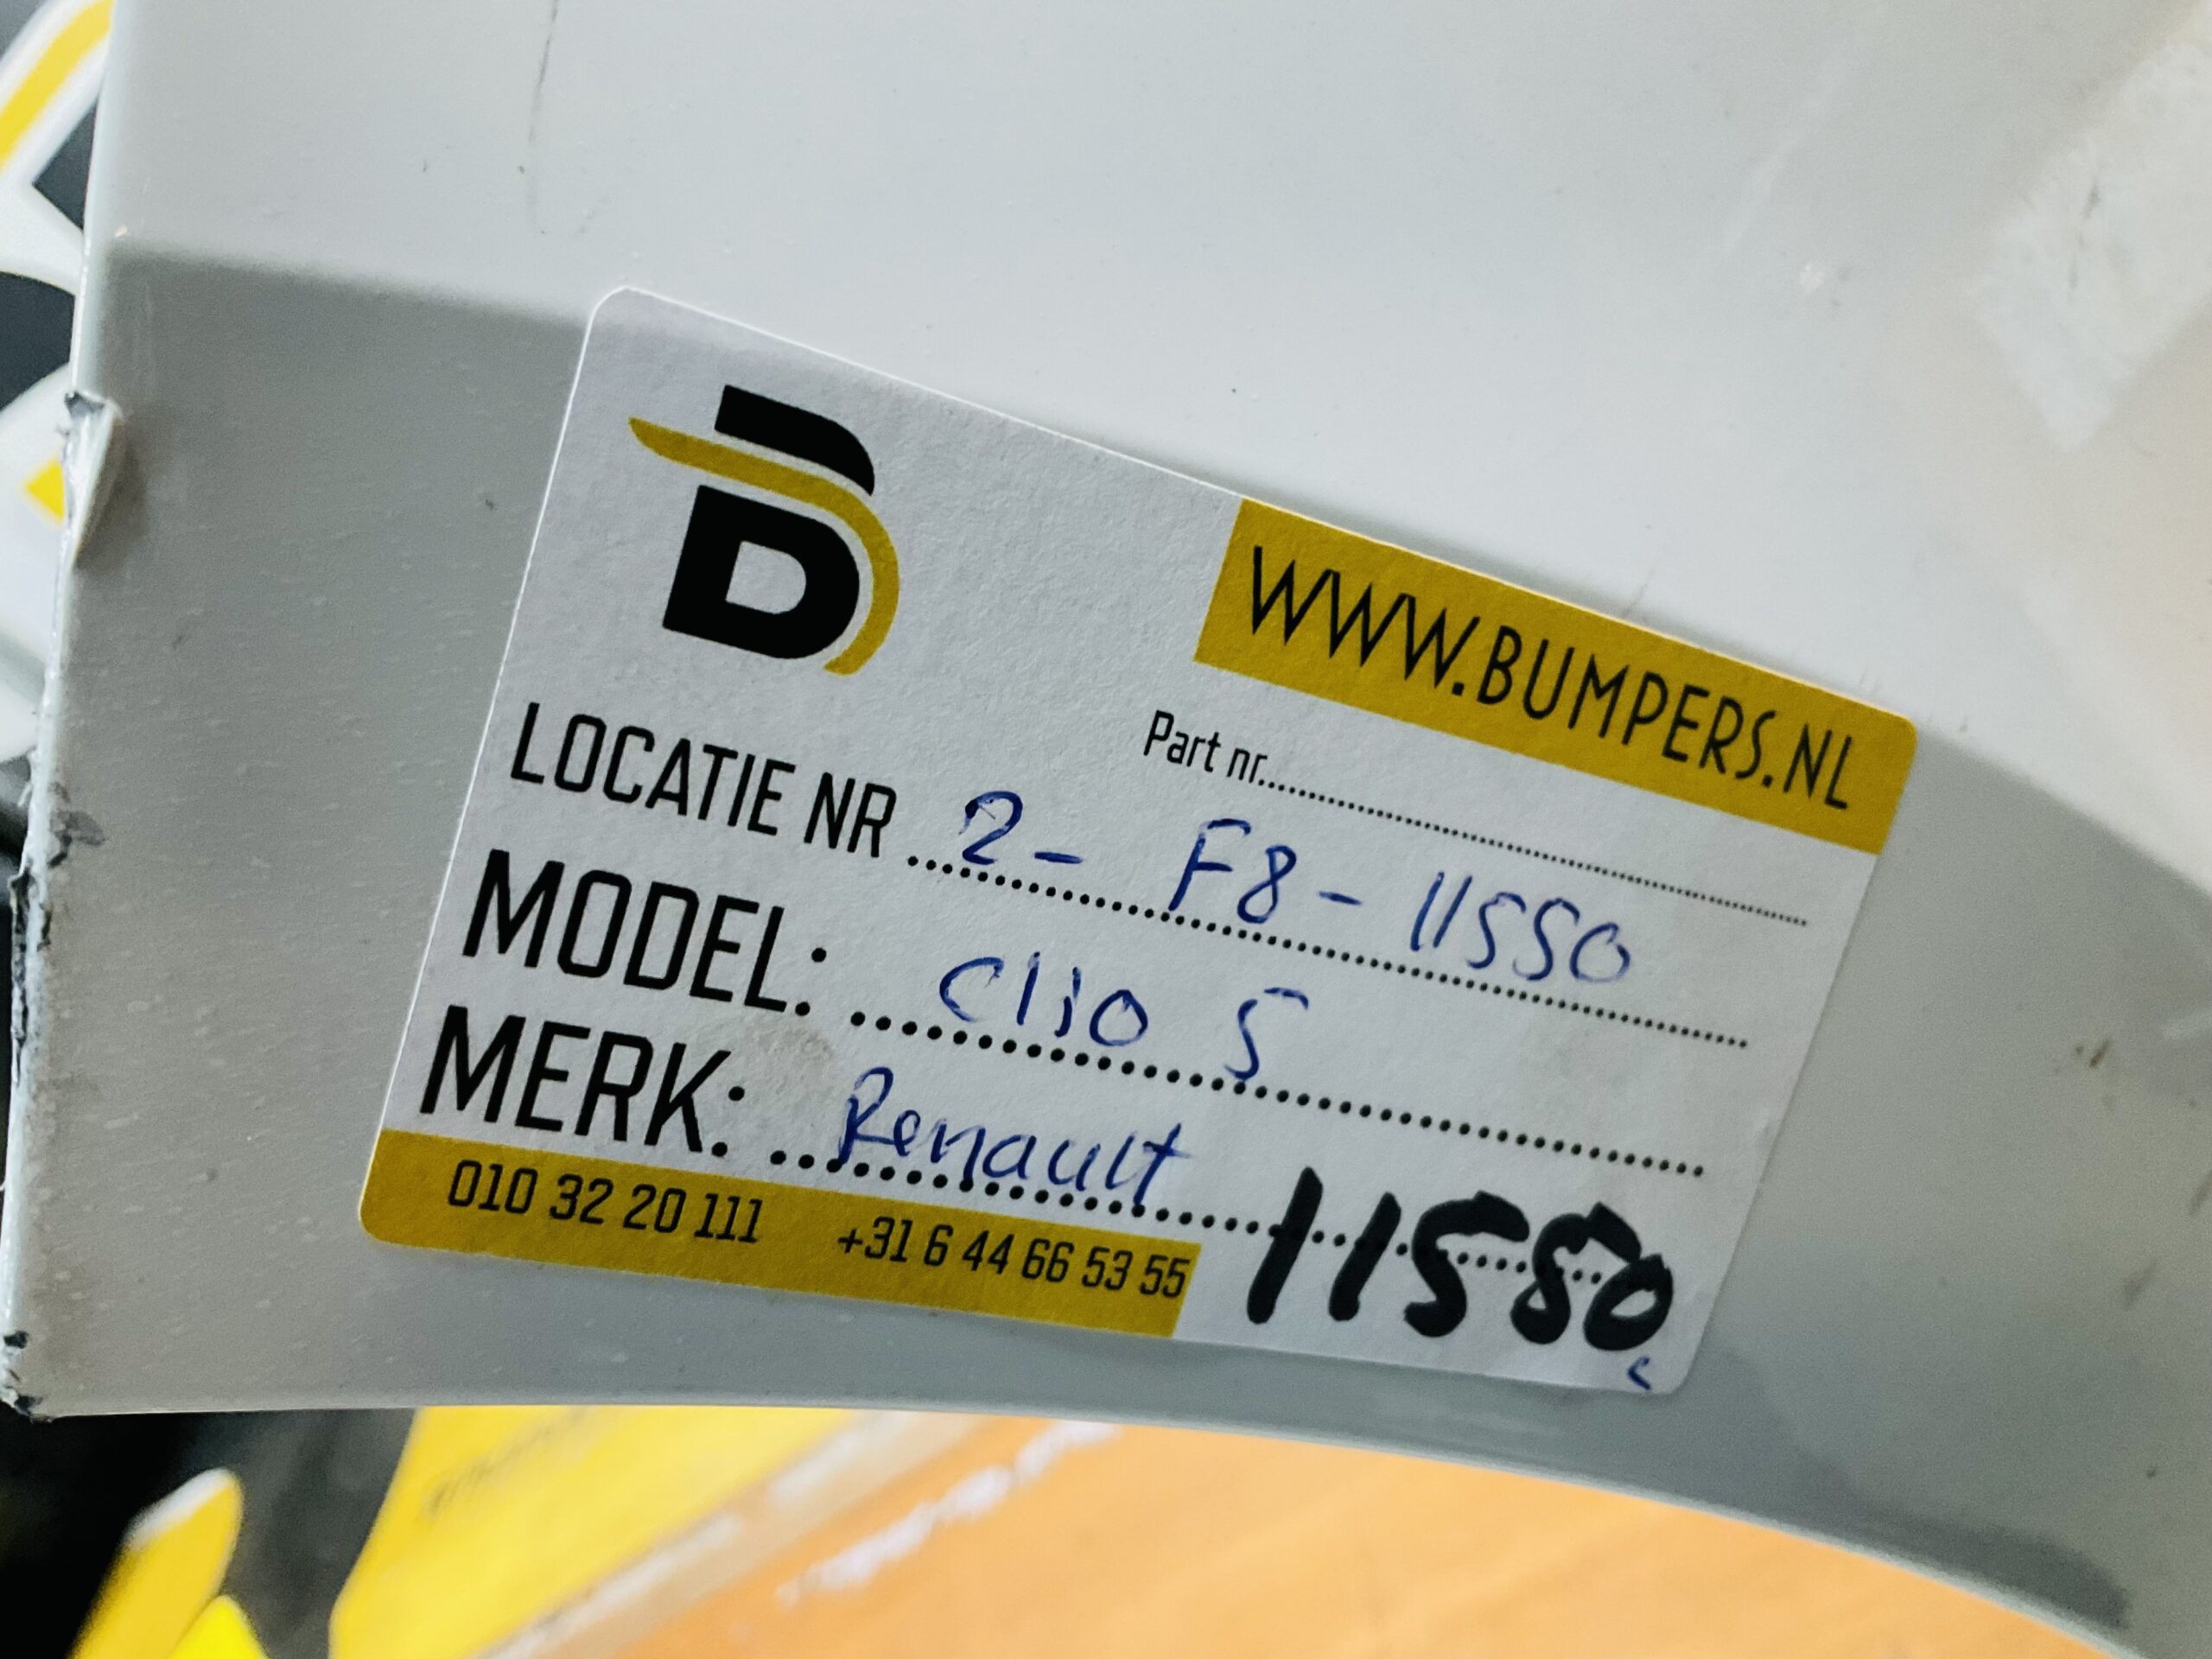 B
WWW.BUMPERS.NL
Part nr....................
LOCATIE NR ...2 - F8 - 11550
MODEL: ...Clio 5
MERK: ...Renault
010 32 20 111 +31 6 44 66 53 55
11550